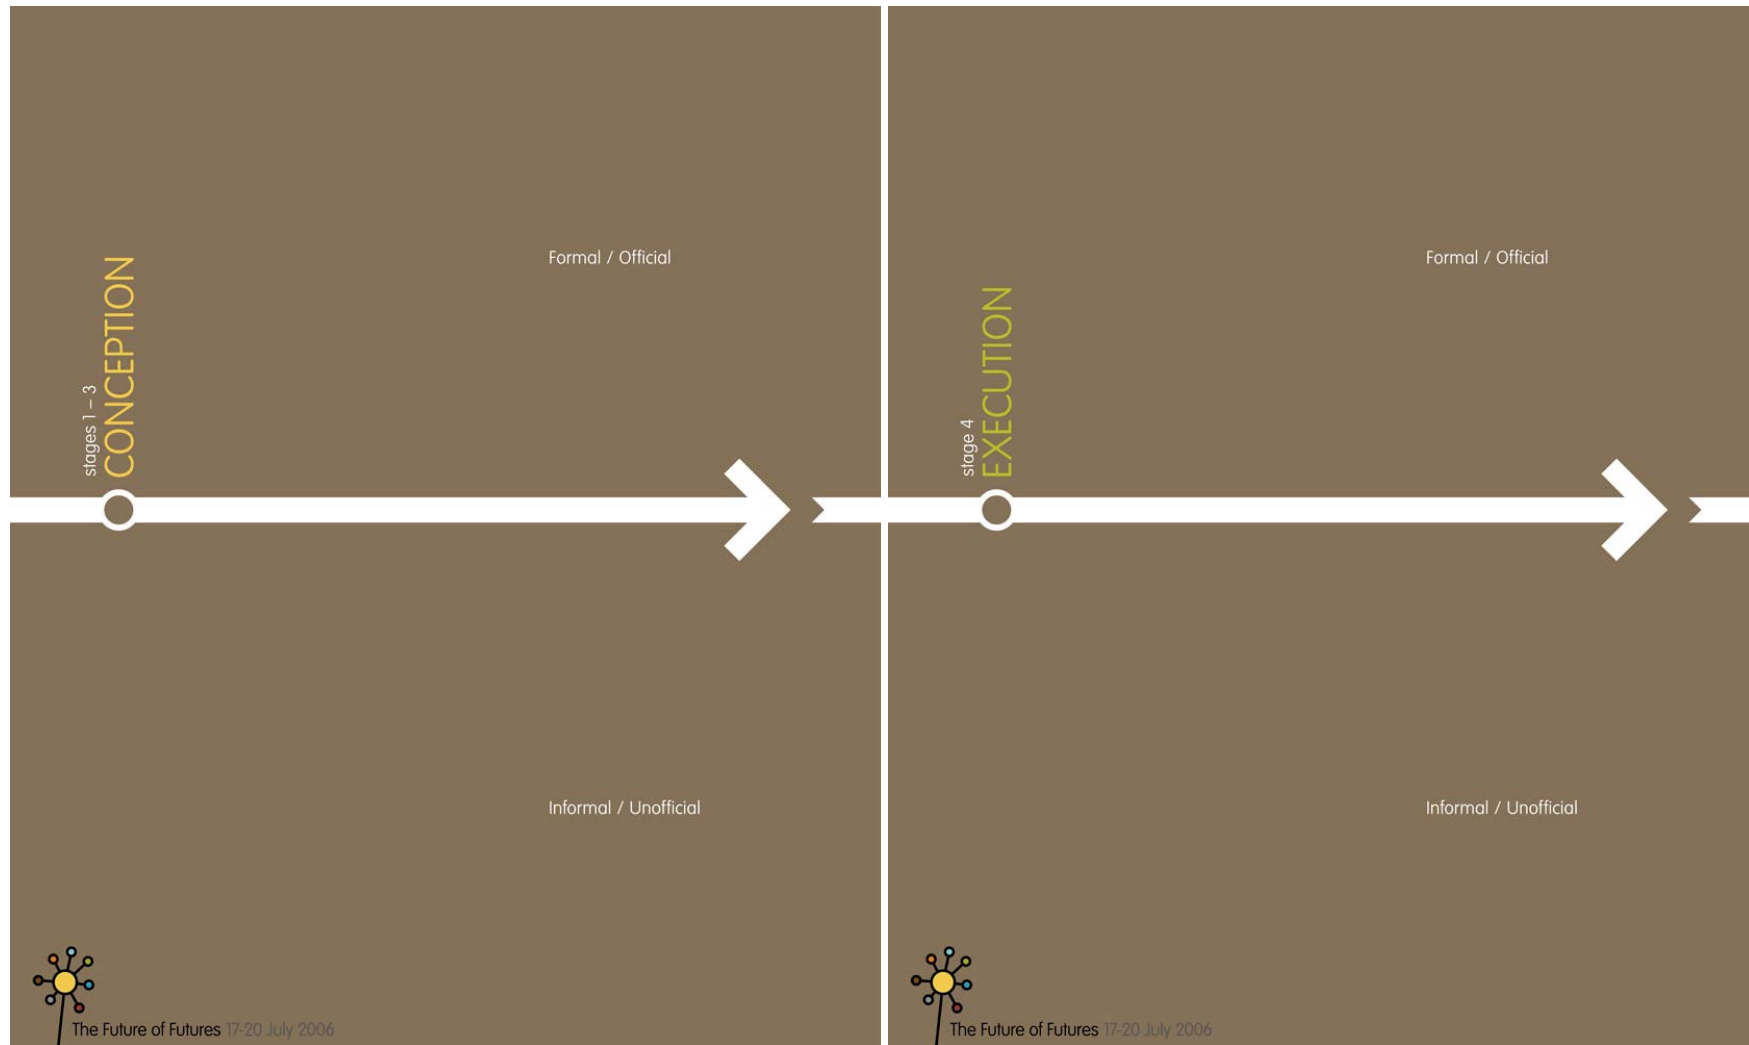 stages 1 – 3
CONCEPTION
Formal / Official
Informal / Unofficial
The Future of Futures 17-20 July 2006
stage 4
EXECUTION
Formal / Official
Informal / Unofficial
The Future of Futures 17-20 July 2006